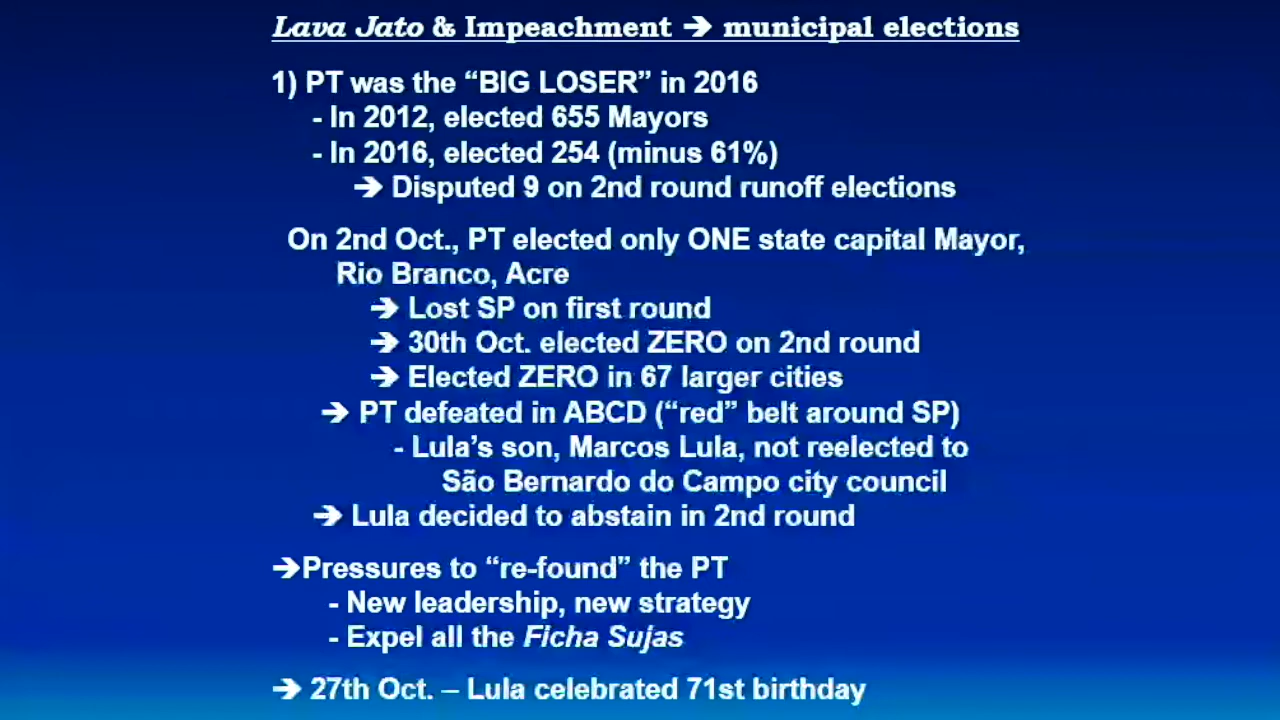 Lava Jato & Impeachment ➔ municipal elections
1) PT was the “BIG LOSER” in 2016
- In 2012, elected 655 Mayors
- In 2016, elected 254 (minus 61%)
➔ Disputed 9 on 2nd round runoff elections
On 2nd Oct., PT elected only ONE state capital Mayor,
Rio Branco, Acre
➔ Lost SP on first round
➔ 30th Oct. elected ZERO on 2nd round
➔ Elected ZERO in 67 larger cities
➔ PT defeated in ABCD (“red” belt around SP)
- Lula’s son, Marcos Lula, not reelected to
São Bernardo do Campo city council
➔ Lula decided to abstain in 2nd round
➔Pressures to “re-found” the PT
- New leadership, new strategy
- Expel all the Ficha Sujas
➔ 27th Oct. – Lula celebrated 71st birthday